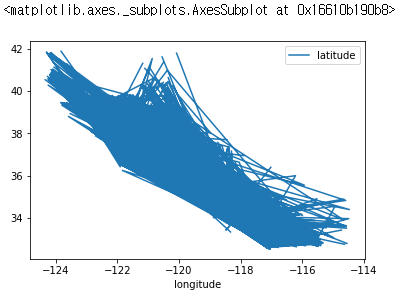 <matplotlib.axes._subplots.AxesSubplot at 0x16610b190b8>
latitude
42
40
38
36
34
−124 −122 −120 −118 −116 −114
longitude